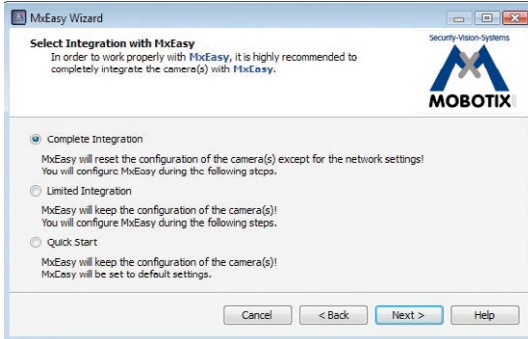 MxEasy Wizard
Select Integration with MxEasy
In order to work properly with MxEasy, it is highly recommended to
completely integrate the camera(s) with MxEasy.
Security-Vision-Systems
MOBOTIX
Complete Integration
MxEasy will reset the configuration of the camera(s) except for the network settings!
You will configure MxEasy during the following steps.
Limited Integration
MxEasy will keep the configuration of the camera(s)!
You will configure MxEasy during the following steps.
Quick Start
MxEasy will keep the configuration of the camera(s)!
MxEasy will be set to default settings.
Cancel
< Back
Next >
Help